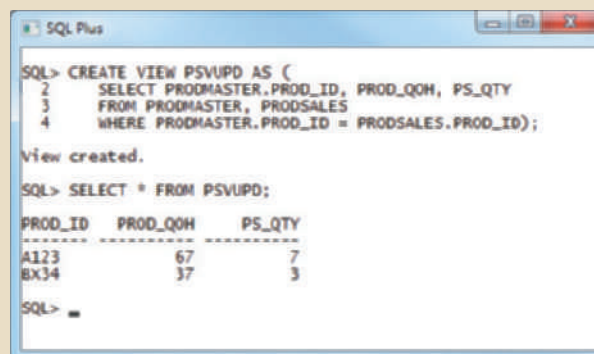 SQL Plus
SQL> CREATE VIEW PSVUPD AS (
2 SELECT PRODMASTER.PROD_ID, PROD_QOH, PS_QTY
3 FROM PRODMASTER, PRODSALES
4 WHERE PRODMASTER.PROD_ID = PRODSALES.PROD_ID);
View created.
SQL> SELECT * FROM PSVUPD;
PROD_ID PROD_QOH PS_QTY
------- ---------- ----------
A123 67 7
BX34 37 3
SQL> _